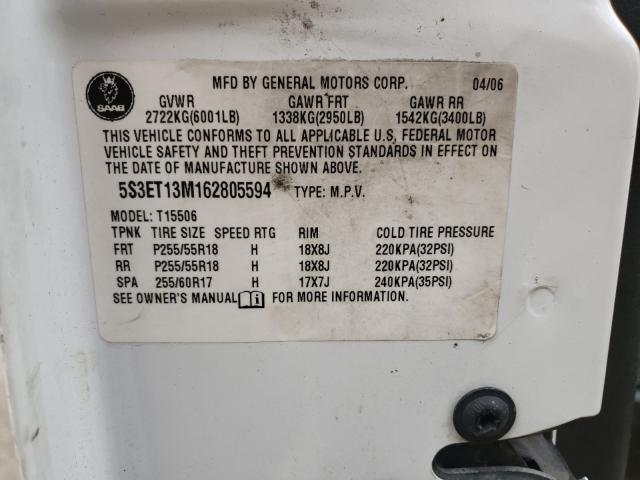 SAAB
MFD BY GENERAL MOTORS CORP. 04/06
GVWR GAWR FRT GAWR RR
2722KG(6001LB) 1338KG(2950LB) 1542KG(3400LB)
THIS VEHICLE CONFORMS TO ALL APPLICABLE U.S. FEDERAL MOTOR
VEHICLE SAFETY AND THEFT PREVENTION STANDARDS IN EFFECT ON
THE DATE OF MANUFACTURE SHOWN ABOVE.
5S3ET13M162805594 TYPE: M.P.V.
MODEL: T15506
TPNK TIRE SIZE SPEED RTG RIM COLD TIRE PRESSURE
FRT P255/55R18 H 18X8J 220KPA(32PSI)
RR P255/55R18 H 18X8J 220KPA(32PSI)
SPA 255/60R17 H 17X7J 240KPA(35PSI)
SEE OWNER'S MANUAL i FOR MORE INFORMATION.